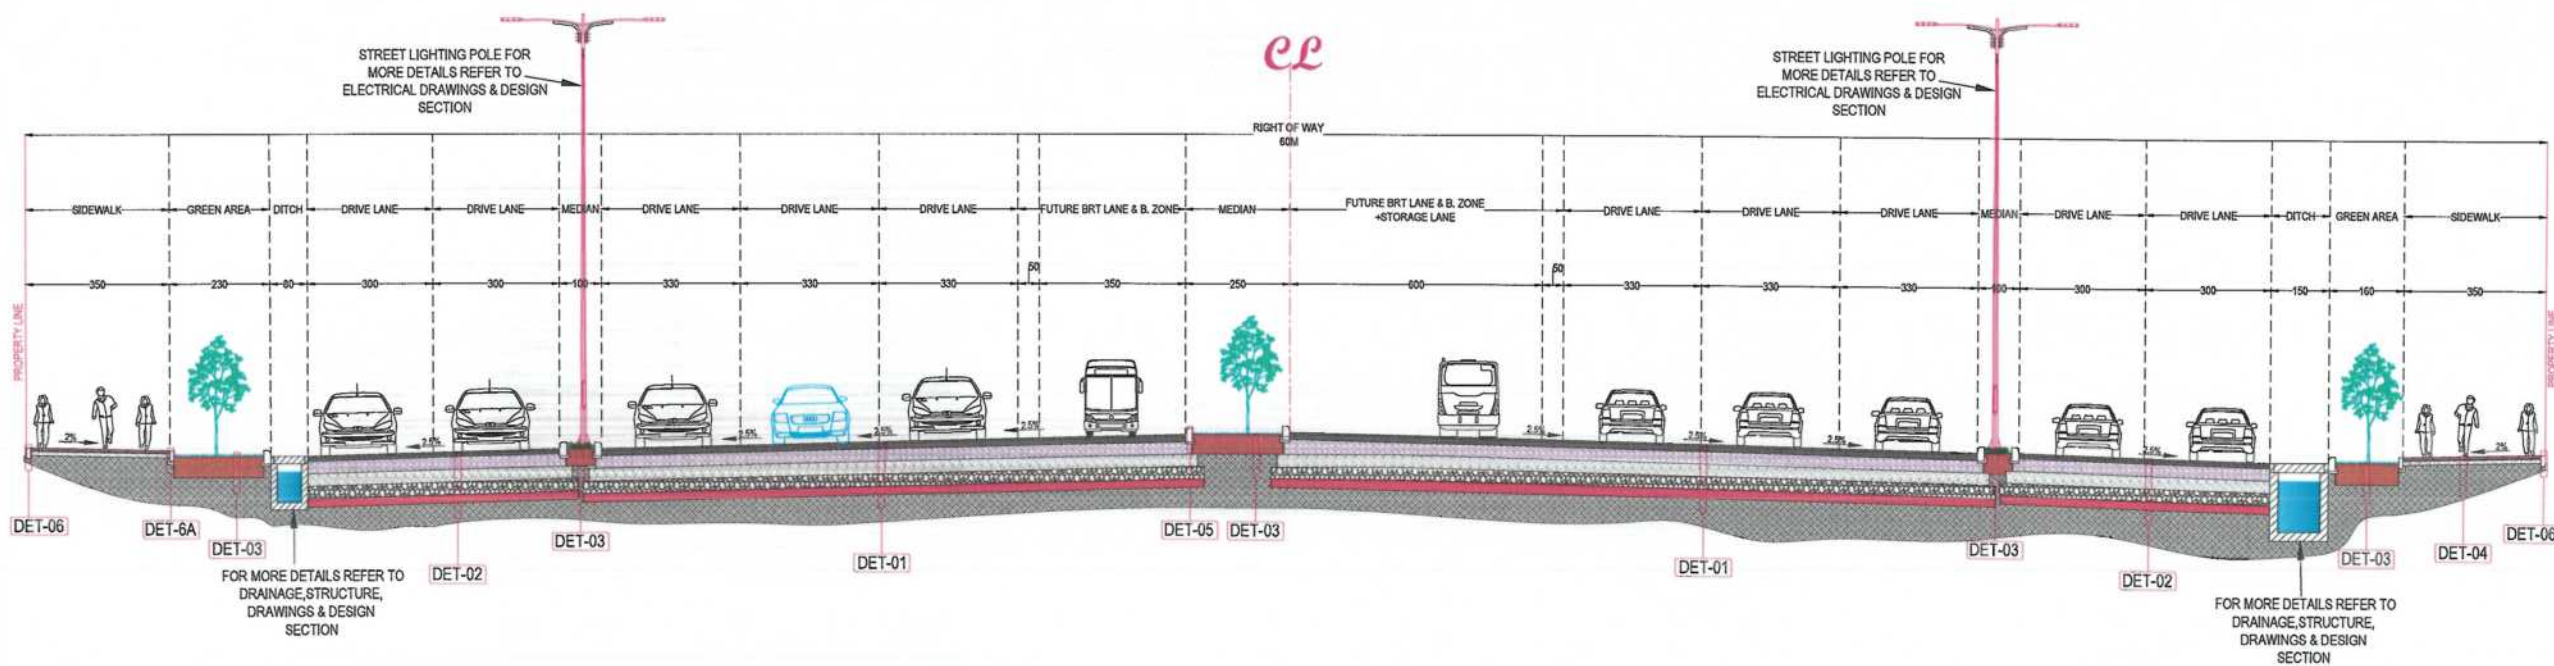 STREET LIGHTING POLE FOR
MORE DETAILS REFER TO
ELECTRICAL DRAWINGS & DESIGN
SECTION
CL
STREET LIGHTING POLE FOR
MORE DETAILS REFER TO
ELECTRICAL DRAWINGS & DESIGN
SECTION
RIGHT OF WAY
60M
SIDEWALK
GREEN AREA
DITCH
DRIVE LANE
DRIVE LANE
MEDIAN
DRIVE LANE
DRIVE LANE
DRIVE LANE
FUTURE BRT LANE & B. ZONE
MEDIAN
FUTURE BRT LANE & B. ZONE
+STORAGE LANE
DRIVE LANE
DRIVE LANE
DRIVE LANE
MEDIAN
DRIVE LANE
DRIVE LANE
DITCH
GREEN AREA
SIDEWALK
350
230
80
300
300
100
330
330
330
50
350
250
600
50
330
330
330
100
300
300
150
160
350
PROPERTY LINE
PROPERTY LINE
2%
2.5%
2.5%
2.5%
2.5%
2.5%
2.5%
2.5%
2.5%
2%
DET-06
DET-6A
DET-03
DET-02
DET-03
DET-01
DET-05
DET-03
DET-01
DET-03
DET-02
DET-03
DET-04
DET-06
FOR MORE DETAILS REFER TO
DRAINAGE,STRUCTURE,
DRAWINGS & DESIGN
SECTION
FOR MORE DETAILS REFER TO
DRAINAGE,STRUCTURE,
DRAWINGS & DESIGN
SECTION